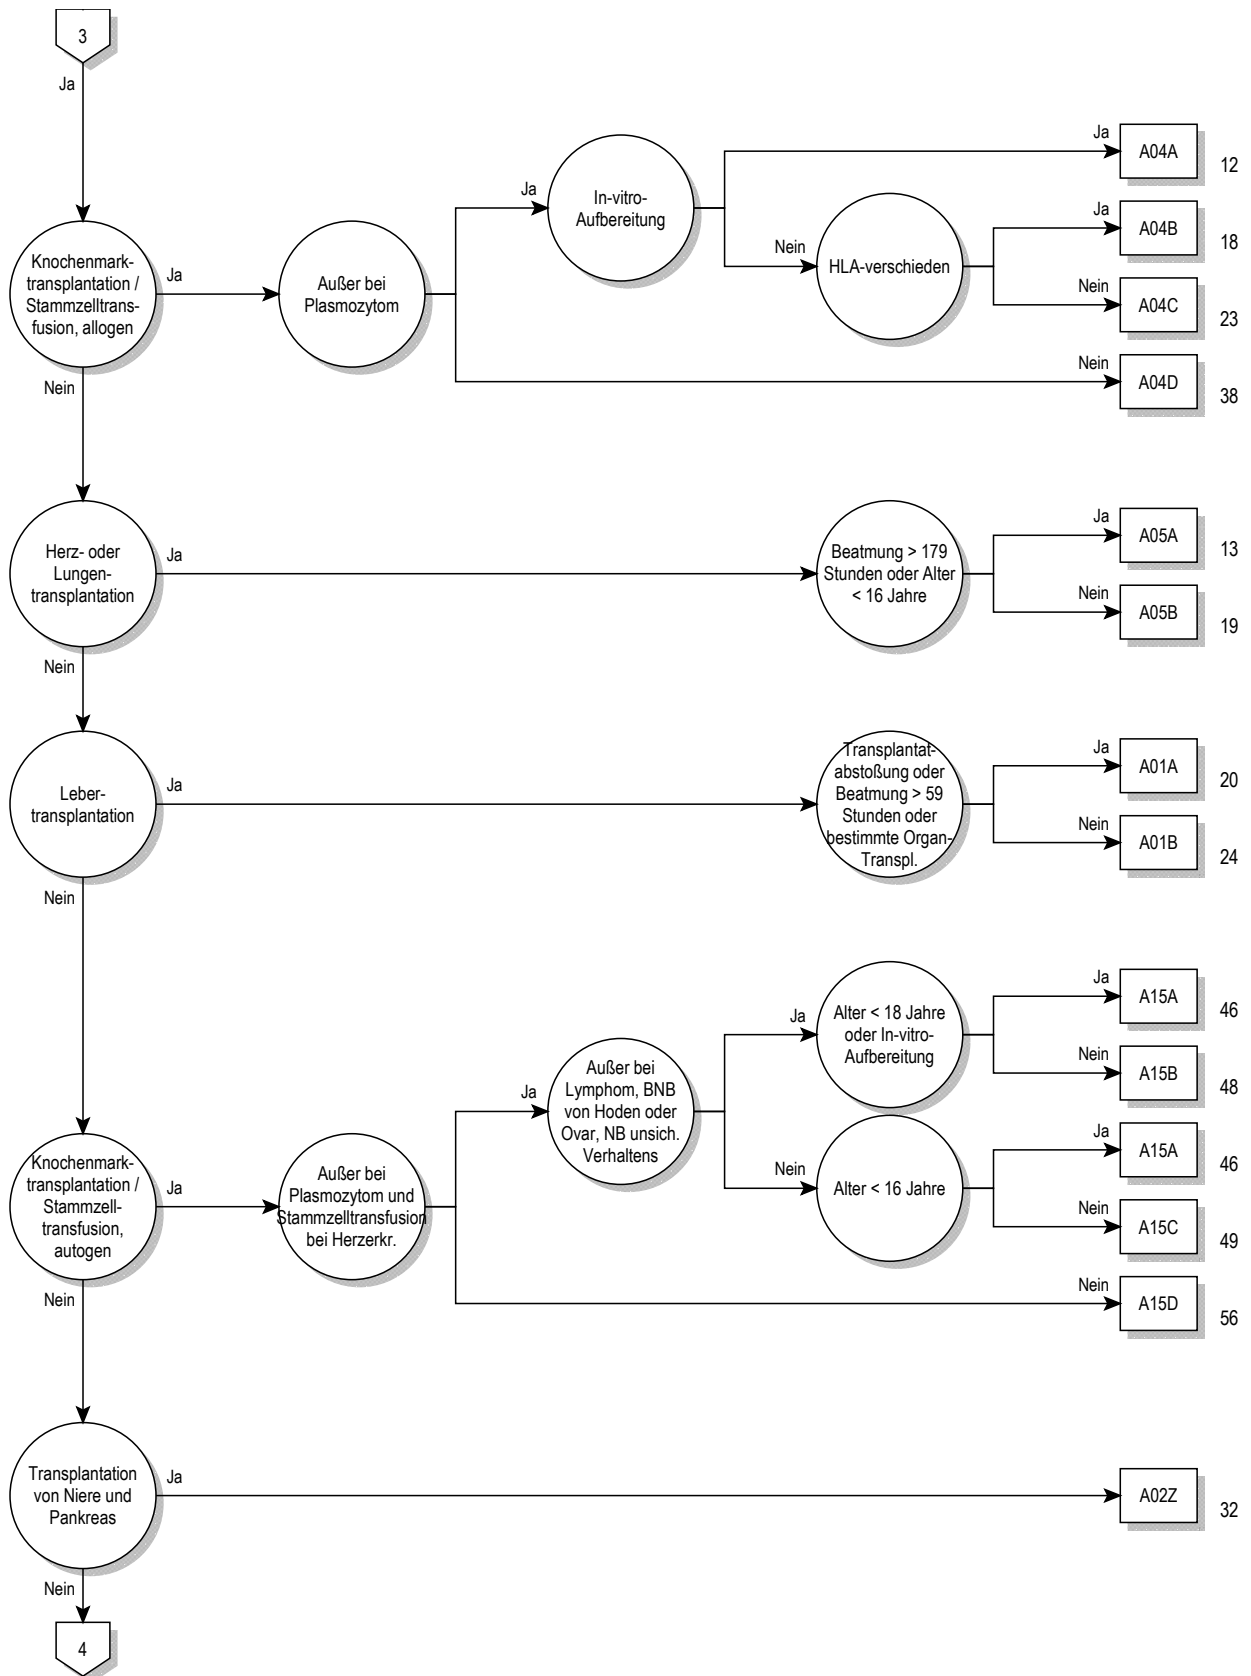 3
Ja
Knochenmark-
transplantation /
Stammzelltrans-
fusion, allogen
Ja
Außer bei
Plasmozytom
Ja
In-vitro-
Aufbereitung
Ja
A04A
12
Nein
HLA-verschieden
Ja
A04B
18
Nein
A04C
23
Nein
A04D
38
Nein
Herz- oder
Lungen-
transplantation
Ja
Beatmung > 179
Stunden oder Alter
< 16 Jahre
Ja
A05A
13
Nein
A05B
19
Nein
Leber-
transplantation
Ja
Transplantat-
abstoßung oder
Beatmung > 59
Stunden oder
bestimmte Organ-
Transpl.
Ja
A01A
20
Nein
A01B
24
Nein
Knochenmark-
transplantation /
Stammzell-
transfusion,
autogen
Ja
Außer bei
Plasmozytom und
Stammzelltransfusion
bei Herzerkr.
Ja
Außer bei
Lymphom, BNB
von Hoden oder
Ovar, NB unsich.
Verhaltens
Ja
Alter < 18 Jahre
oder In-vitro-
Aufbereitung
Ja
A15A
46
Nein
A15B
48
Nein
Alter < 16 Jahre
Ja
A15A
46
Nein
A15C
49
Nein
A15D
56
Nein
Transplantation
von Niere und
Pankreas
Ja
A02Z
32
Nein
4